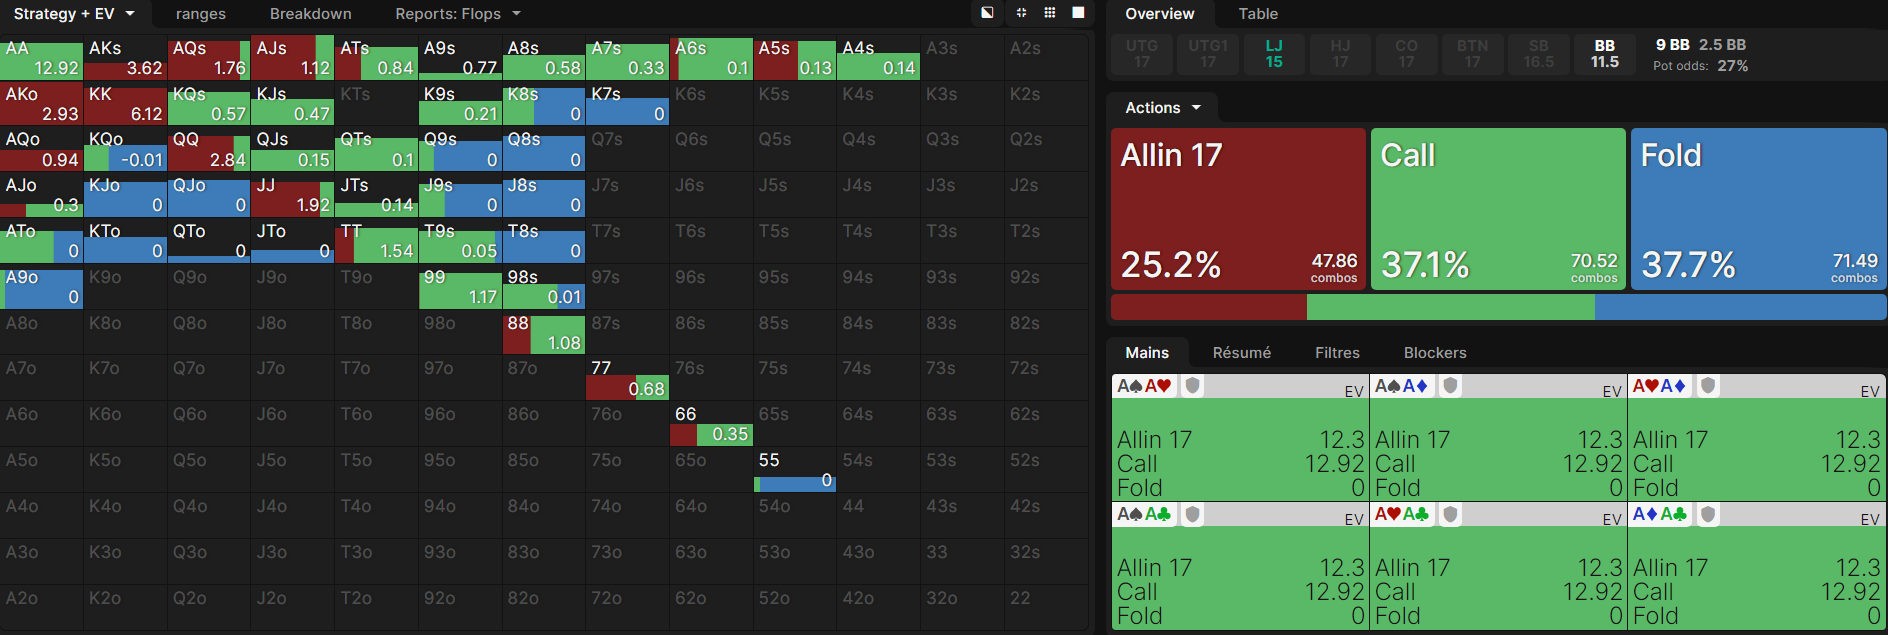 Strategy + EV ranges Breakdown Reports: Flops
AA 12.92 AKs 3.62 AQs 1.76 AJs 1.12 ATs 0.84 A9s 0.77 A8s 0.58 A7s 0.33 A6s 0.1 A5s 0.13 A4s 0.14 A3s A2s
AKo 2.93 KK 6.12 KQs 0.57 KJs 0.47 KTs K9s 0.21 K8s 0 K7s 0 K6s K5s K4s K3s K2s
AQo 0.94 KQo -0.01 QQ 2.84 QJs 0.15 QTs 0.1 Q9s 0 Q8s 0 Q7s Q6s Q5s Q4s Q3s Q2s
AJo 0.3 KJo 0 QJo 0 JJ 1.92 JTs 0.14 J9s 0 J8s 0 J7s J6s J5s J4s J3s J2s
ATo 0 KTo 0 QTo 0 JTo 0 TT 1.54 T9s 0.05 T8s 0 T7s T6s T5s T4s T3s T2s
A9o 0 K9o Q9o J9o T9o 99 1.17 98s 0.01 97s 96s 95s 94s 93s 92s
A8o K8o Q8o J8o T8o 98o 88 1.08 87s 86s 85s 84s 83s 82s
A7o K7o Q7o J7o T7o 97o 87o 77 0.68 76s 75s 74s 73s 72s
A6o K6o Q6o J6o T6o 96o 86o 76o 66 0.35 65s 64s 63s 62s
A5o K5o Q5o J5o T5o 95o 85o 75o 65o 55 0 54s 53s 52s
A4o K4o Q4o J4o T4o 94o 84o 74o 64o 54o 44 43s 42s
A3o K3o Q3o J3o T3o 93o 83o 73o 63o 53o 43o 33 32s
A2o K2o Q2o J2o T2o 92o 82o 72o 62o 52o 42o 32o 22
Overview Table
UTG UTG1 LJ HJ CO BTN SB BB 9 BB 2.5 BB
17 17 15 17 17 17 16.5 11.5 Pot odds: 27%
Actions
Allin 17 Call Fold
25.2% 47.86 combos 37.1% 70.52 combos 37.7% 71.49 combos
Mains Résumé Filtres Blockers
A♠A♥ EV A♠A♦ EV A♥A♦ EV
Allin 17 12.3 Allin 17 12.3 Allin 17 12.3
Call 12.92 Call 12.92 Call 12.92
Fold 0 Fold 0 Fold 0
A♠A♣ EV A♥A♣ EV A♦A♣ EV
Allin 17 12.3 Allin 17 12.3 Allin 17 12.3
Call 12.92 Call 12.92 Call 12.92
Fold 0 Fold 0 Fold 0